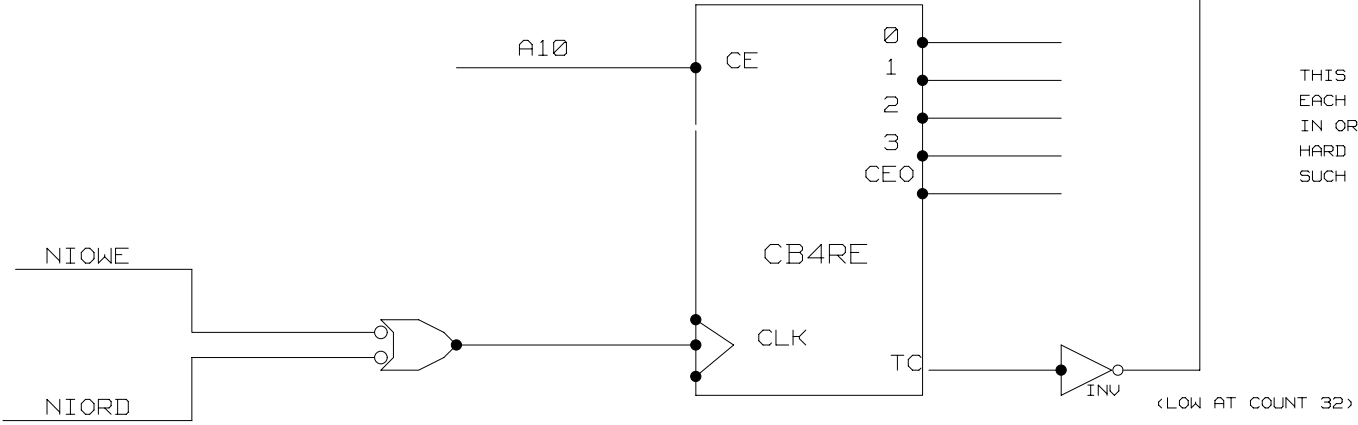 A10
CE
0
1
2
3
CEO
CB4RE
NIOWE
NIORD
CLK
TC
INV
(LOW AT COUNT 32)
THIS
EACH
IN OR
HARD
SUCH